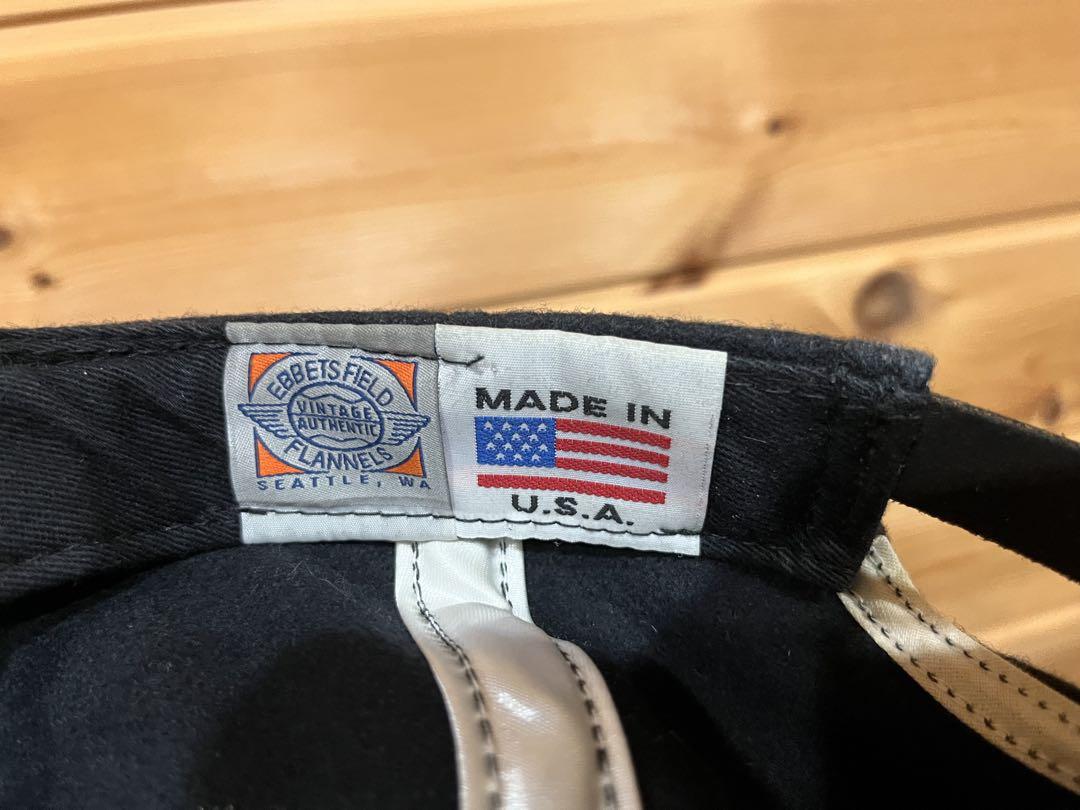 EBBETS FIELD
VINTAGE
AUTHENTIC
FLANNELS
SEATTLE, WA
MADE IN
U.S.A.